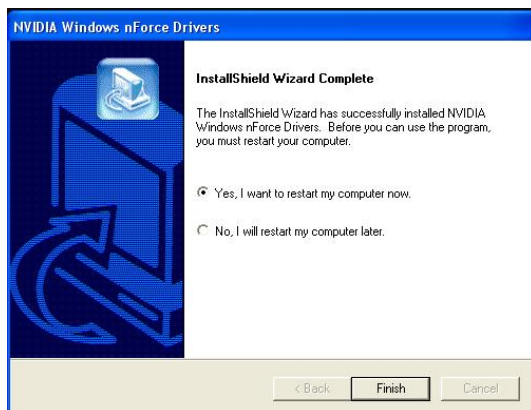 NVIDIA Windows nForce Drivers
InstallShield Wizard Complete
The InstallShield Wizard has successfully installed NVIDIA
Windows nForce Drivers. Before you can use the program,
you must restart your computer.
Yes, I want to restart my computer now.
No, I will restart my computer later.
< Back
Finish
Cancel